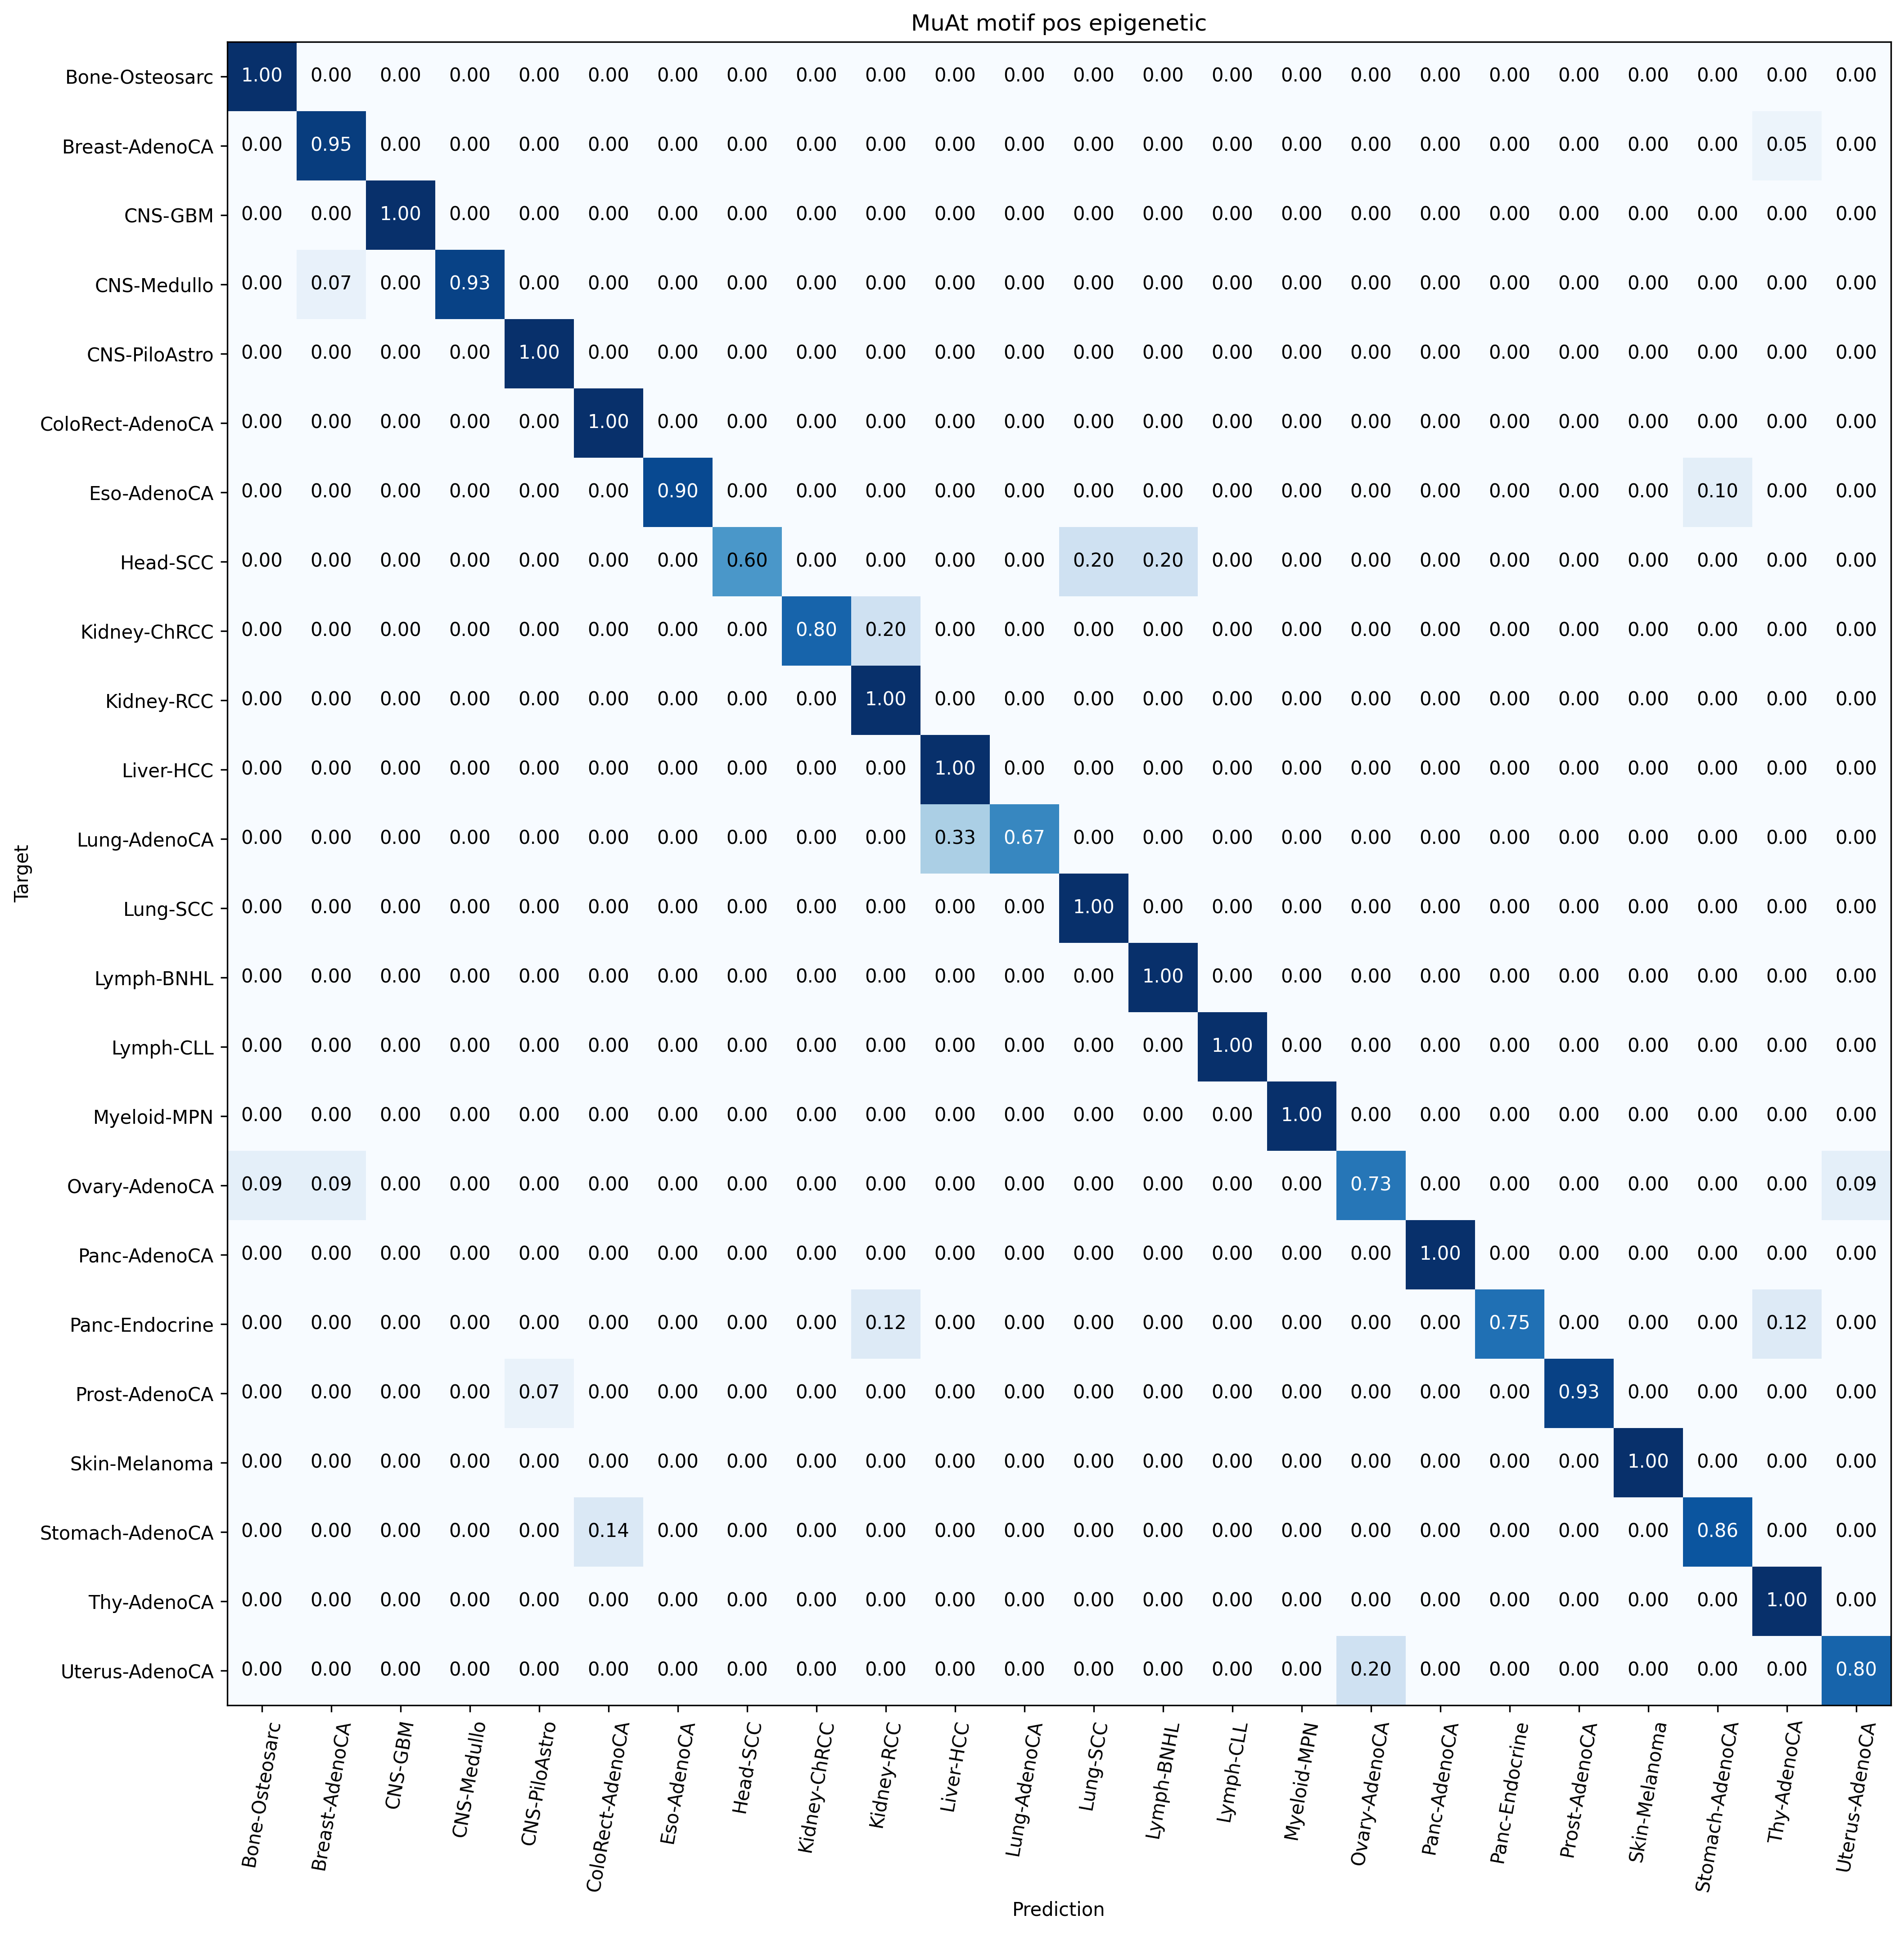 MuAt motif pos epigenetic
Bone-Osteosarc 1.00 0.00 0.00 0.00 0.00 0.00 0.00 0.00 0.00 0.00 0.00 0.00 0.00 0.00 0.00 0.00 0.00 0.00 0.00 0.00 0.00 0.00 0.00 0.00
Breast-AdenoCA 0.00 0.95 0.00 0.00 0.00 0.00 0.00 0.00 0.00 0.00 0.00 0.00 0.00 0.00 0.00 0.00 0.00 0.00 0.00 0.00 0.00 0.00 0.05 0.00
CNS-GBM 0.00 0.00 1.00 0.00 0.00 0.00 0.00 0.00 0.00 0.00 0.00 0.00 0.00 0.00 0.00 0.00 0.00 0.00 0.00 0.00 0.00 0.00 0.00 0.00
CNS-Medullo 0.00 0.07 0.00 0.93 0.00 0.00 0.00 0.00 0.00 0.00 0.00 0.00 0.00 0.00 0.00 0.00 0.00 0.00 0.00 0.00 0.00 0.00 0.00 0.00
CNS-PiloAstro 0.00 0.00 0.00 0.00 1.00 0.00 0.00 0.00 0.00 0.00 0.00 0.00 0.00 0.00 0.00 0.00 0.00 0.00 0.00 0.00 0.00 0.00 0.00 0.00
ColoRect-AdenoCA 0.00 0.00 0.00 0.00 0.00 1.00 0.00 0.00 0.00 0.00 0.00 0.00 0.00 0.00 0.00 0.00 0.00 0.00 0.00 0.00 0.00 0.00 0.00 0.00
Eso-AdenoCA 0.00 0.00 0.00 0.00 0.00 0.00 0.90 0.00 0.00 0.00 0.00 0.00 0.00 0.00 0.00 0.00 0.00 0.00 0.00 0.00 0.00 0.10 0.00 0.00
Head-SCC 0.00 0.00 0.00 0.00 0.00 0.00 0.00 0.60 0.00 0.00 0.00 0.00 0.20 0.20 0.00 0.00 0.00 0.00 0.00 0.00 0.00 0.00 0.00 0.00
Kidney-ChRCC 0.00 0.00 0.00 0.00 0.00 0.00 0.00 0.00 0.80 0.20 0.00 0.00 0.00 0.00 0.00 0.00 0.00 0.00 0.00 0.00 0.00 0.00 0.00 0.00
Kidney-RCC 0.00 0.00 0.00 0.00 0.00 0.00 0.00 0.00 0.00 1.00 0.00 0.00 0.00 0.00 0.00 0.00 0.00 0.00 0.00 0.00 0.00 0.00 0.00 0.00
Liver-HCC 0.00 0.00 0.00 0.00 0.00 0.00 0.00 0.00 0.00 0.00 1.00 0.00 0.00 0.00 0.00 0.00 0.00 0.00 0.00 0.00 0.00 0.00 0.00 0.00
Lung-AdenoCA 0.00 0.00 0.00 0.00 0.00 0.00 0.00 0.00 0.00 0.00 0.33 0.67 0.00 0.00 0.00 0.00 0.00 0.00 0.00 0.00 0.00 0.00 0.00 0.00
Target
Lung-SCC 0.00 0.00 0.00 0.00 0.00 0.00 0.00 0.00 0.00 0.00 0.00 0.00 1.00 0.00 0.00 0.00 0.00 0.00 0.00 0.00 0.00 0.00 0.00 0.00
Lymph-BNHL 0.00 0.00 0.00 0.00 0.00 0.00 0.00 0.00 0.00 0.00 0.00 0.00 0.00 1.00 0.00 0.00 0.00 0.00 0.00 0.00 0.00 0.00 0.00 0.00
Lymph-CLL 0.00 0.00 0.00 0.00 0.00 0.00 0.00 0.00 0.00 0.00 0.00 0.00 0.00 0.00 1.00 0.00 0.00 0.00 0.00 0.00 0.00 0.00 0.00 0.00
Myeloid-MPN 0.00 0.00 0.00 0.00 0.00 0.00 0.00 0.00 0.00 0.00 0.00 0.00 0.00 0.00 0.00 1.00 0.00 0.00 0.00 0.00 0.00 0.00 0.00 0.00
Ovary-AdenoCA 0.09 0.09 0.00 0.00 0.00 0.00 0.00 0.00 0.00 0.00 0.00 0.00 0.00 0.00 0.00 0.00 0.73 0.00 0.00 0.00 0.00 0.00 0.00 0.09
Panc-AdenoCA 0.00 0.00 0.00 0.00 0.00 0.00 0.00 0.00 0.00 0.00 0.00 0.00 0.00 0.00 0.00 0.00 0.00 1.00 0.00 0.00 0.00 0.00 0.00 0.00
Panc-Endocrine 0.00 0.00 0.00 0.00 0.00 0.00 0.00 0.00 0.00 0.12 0.00 0.00 0.00 0.00 0.00 0.00 0.00 0.00 0.75 0.00 0.00 0.00 0.12 0.00
Prost-AdenoCA 0.00 0.00 0.00 0.00 0.07 0.00 0.00 0.00 0.00 0.00 0.00 0.00 0.00 0.00 0.00 0.00 0.00 0.00 0.00 0.93 0.00 0.00 0.00 0.00
Skin-Melanoma 0.00 0.00 0.00 0.00 0.00 0.00 0.00 0.00 0.00 0.00 0.00 0.00 0.00 0.00 0.00 0.00 0.00 0.00 0.00 0.00 1.00 0.00 0.00 0.00
Stomach-AdenoCA 0.00 0.00 0.00 0.00 0.00 0.14 0.00 0.00 0.00 0.00 0.00 0.00 0.00 0.00 0.00 0.00 0.00 0.00 0.00 0.00 0.00 0.86 0.00 0.00
Thy-AdenoCA 0.00 0.00 0.00 0.00 0.00 0.00 0.00 0.00 0.00 0.00 0.00 0.00 0.00 0.00 0.00 0.00 0.00 0.00 0.00 0.00 0.00 0.00 1.00 0.00
Uterus-AdenoCA 0.00 0.00 0.00 0.00 0.00 0.00 0.00 0.00 0.00 0.00 0.00 0.00 0.00 0.00 0.00 0.00 0.20 0.00 0.00 0.00 0.00 0.00 0.00 0.80
Bone-Osteosarc
Breast-AdenoCA
CNS-GBM
CNS-Medullo
CNS-PiloAstro
ColoRect-AdenoCA
Eso-AdenoCA
Head-SCC
Kidney-ChRCC
Kidney-RCC
Liver-HCC
Lung-AdenoCA
Lung-SCC
Lymph-BNHL
Lymph-CLL
Myeloid-MPN
Ovary-AdenoCA
Panc-AdenoCA
Panc-Endocrine
Prost-AdenoCA
Skin-Melanoma
Stomach-AdenoCA
Thy-AdenoCA
Uterus-AdenoCA
Prediction